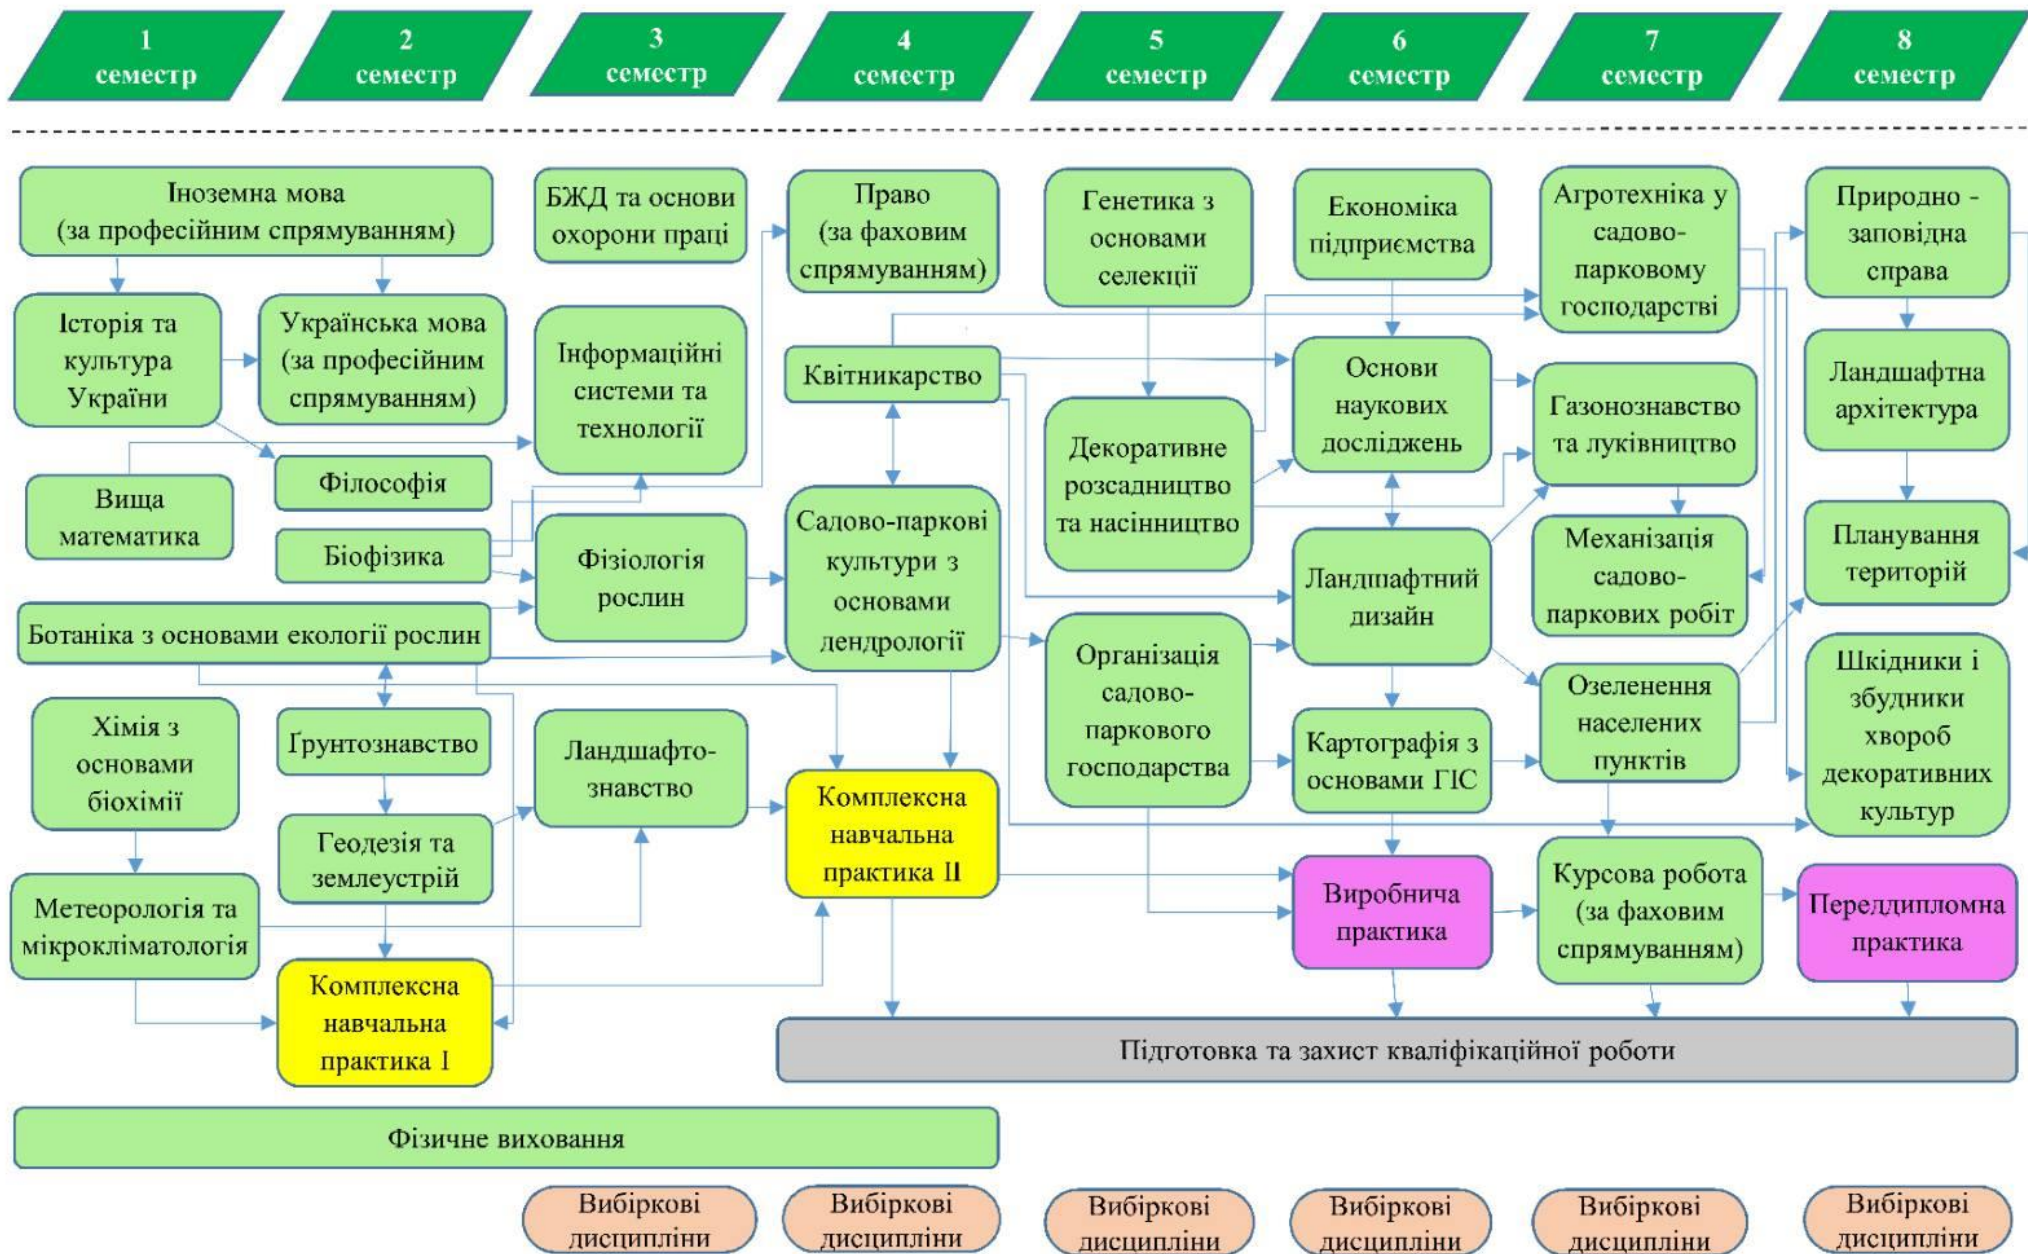 1
семестр
2
семестр
3
семестр
4
семестр
5
семестр
6
семестр
7
семестр
8
семестр
Іноземна мова
(за професійним спрямуванням)
Історія та
культура
України
Українська мова
(за професійним
спрямуванням)
Вища
математика
Філософія
Біофізика
Ботаніка з основами екології рослин
Хімія з
основами
біохімії
Ґрунтознавство
Геодезія та
землеустрій
Метеорологія та
мікрокліматологія
Комплексна
навчальна
практика І
БЖД та основи
охорони праці
Інформаційні
системи та
технології
Фізіологія
рослин
Ландшафто-
знавство
Право
(за фаховим
спрямуванням)
Квітникарство
Садово-паркові
культури з
основами
дендрології
Комплексна
навчальна
практика ІІ
Генетика з
основами
селекції
Декоративне
розсадництво
та насінництво
Організація
садово-
паркового
господарства
Економіка
підприємства
Основи
наукових
досліджень
Ландшафтний
дизайн
Картографія з
основами ГІС
Виробнича
практика
Агротехніка у
садово-
парковому
господарстві
Газонознавство
та луківництво
Механізація
садово-
паркових робіт
Озеленення
населених
пунктів
Курсова робота
(за фаховим
спрямуванням)
Природно -
заповідна
справа
Ландшафтна
архітектура
Планування
територій
Шкідники і
збудники
хвороб
декоративних
культур
Переддипломна
практика
Підготовка та захист кваліфікаційної роботи
Фізичне виховання
Вибіркові
дисципліни
Вибіркові
дисципліни
Вибіркові
дисципліни
Вибіркові
дисципліни
Вибіркові
дисципліни
Вибіркові
дисципліни